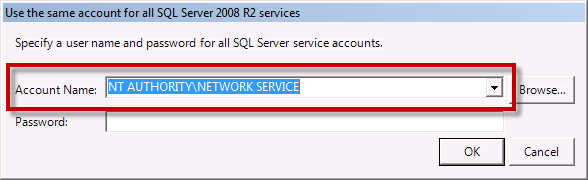 Use the same account for all SQL Server 2008 R2 services
Specify a user name and password for all SQL Server service accounts.
Account Name: NT AUTHORITY\NETWORK SERVICE Browse...
Password:
OK Cancel